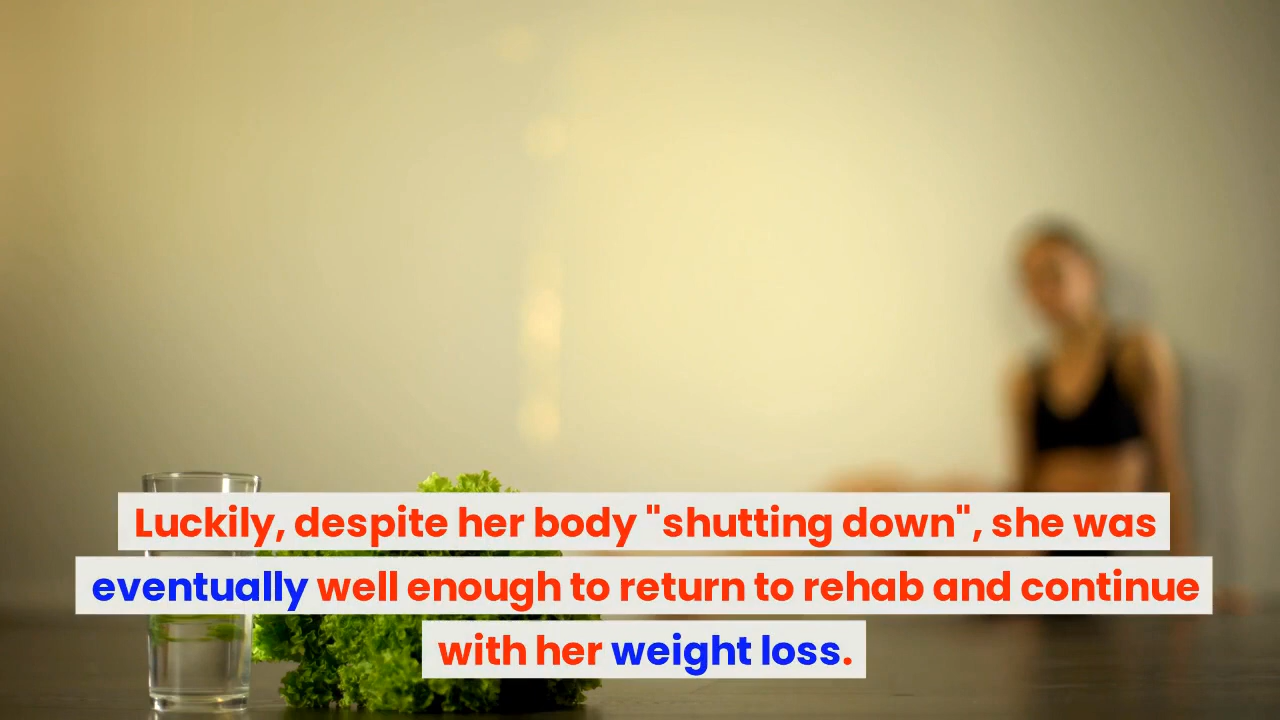 Luckily, despite her body "shutting down", she was
eventually well enough to return to rehab and continue
with her weight loss.